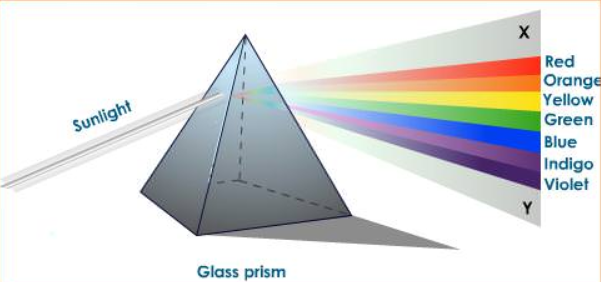 X
Red
Orange
Yellow
Sunlight
Green
Blue
Indigo
Violet
Y
Glass prism